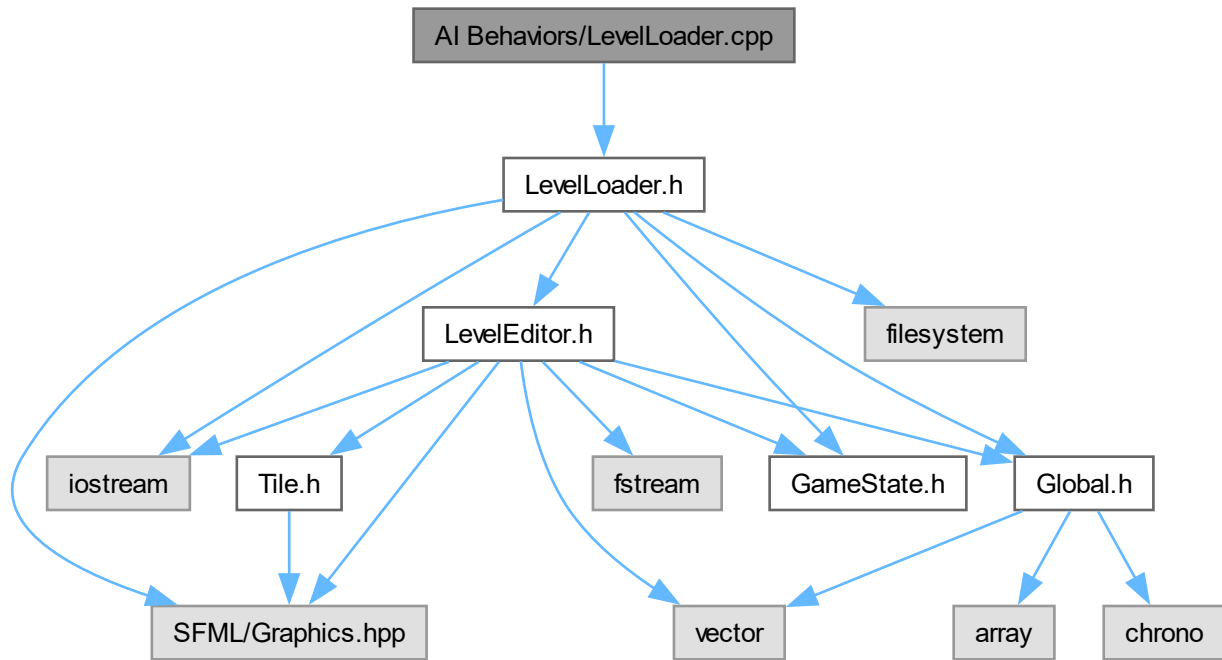 AI Behaviors/LevelLoader.cpp
LevelLoader.h
LevelEditor.h
filesystem
iostream
Tile.h
fstream
GameState.h
Global.h
SFML/Graphics.hpp
vector
array
chrono